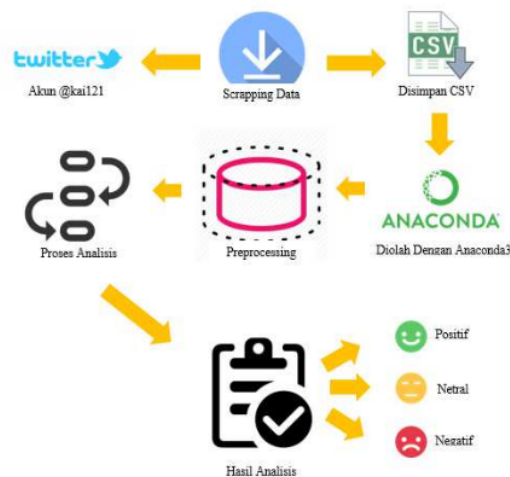 twitter
CSV
Akun @kai121
Scrapping Data
Disimpan CSV
ANACONDA
Proses Analisis
Preprocessing
Diolah Dengan Anaconda3
Positif
Netral
Negatif
Hasil Analisis